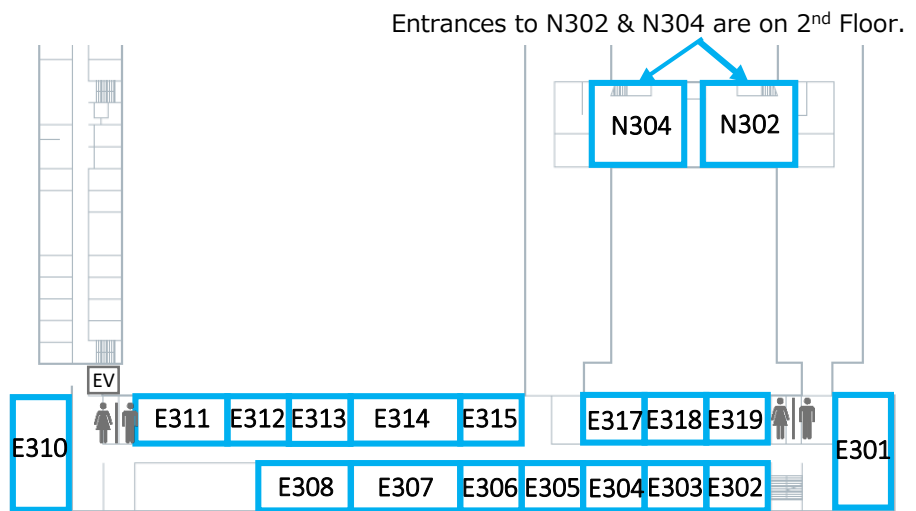 Entrances to N302 & N304 are on 2nd Floor.
N304 N302
EV
E311 E312 E313 E314 E315 E317 E318 E319
E310 E301
E308 E307 E306 E305 E304 E303 E302